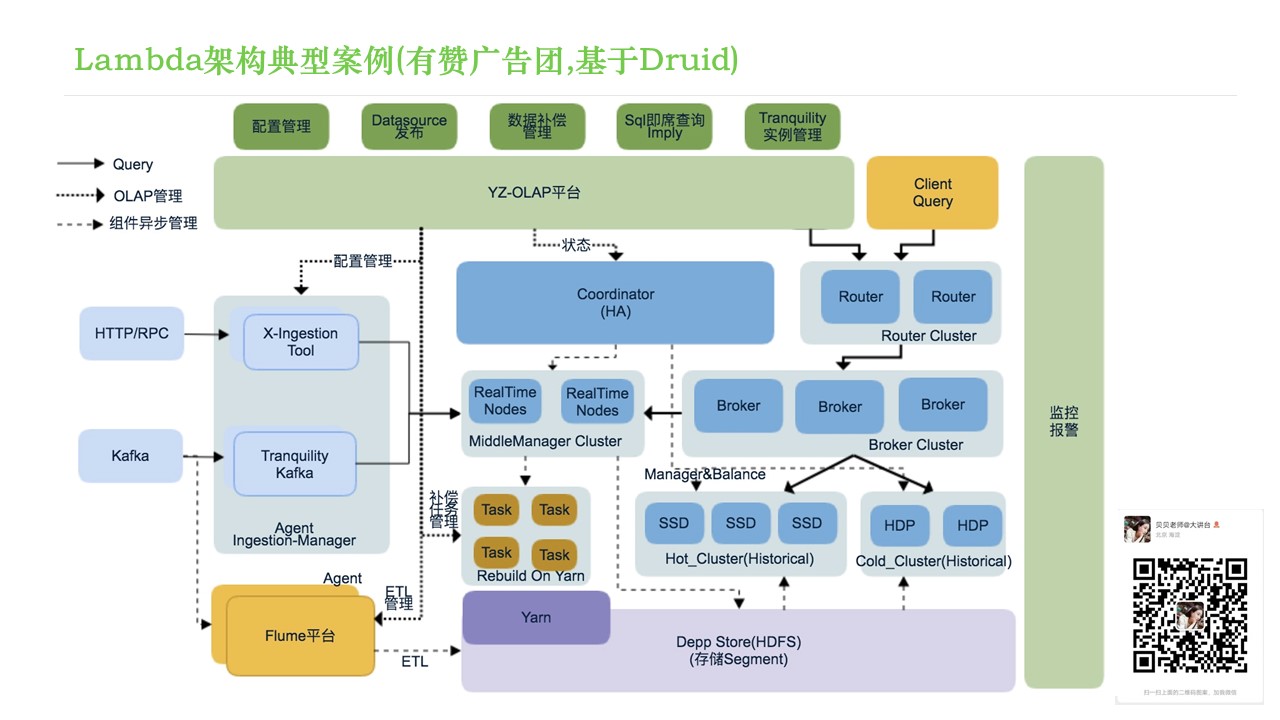 Lambda架构典型案例(有赞广告团,基于Druid)
配置管理
Datasource
发布
数据补偿
管理
Sql即席查询
Imply
Tranquility
实例管理
Query
OLAP管理
组件异步管理
YZ-OLAP平台
Client
Query
状态
配置管理
Coordinator
(HA)
Router
Router
Router Cluster
HTTP/RPC
X-Ingestion
Tool
RealTime
Nodes
RealTime
Nodes
MiddleManager Cluster
Broker
Broker
Broker
Broker Cluster
监控
报警
Kafka
Tranquility
Kafka
Agent
Ingestion-Manager
补偿
任务
管理
Manager&Balance
Task
Task
Task
Task
Rebuild On Yarn
SSD
SSD
SSD
Hot_Cluster(Historical)
HDP
HDP
Cold_Cluster(Historical)
Agent
ETL
管理
Flume平台
ETL
Yarn
Depp Store(HDFS)
(存储Segment)
贝贝老师@大讲台
北京 海淀
扫一扫上面的二维码图案，加我微信